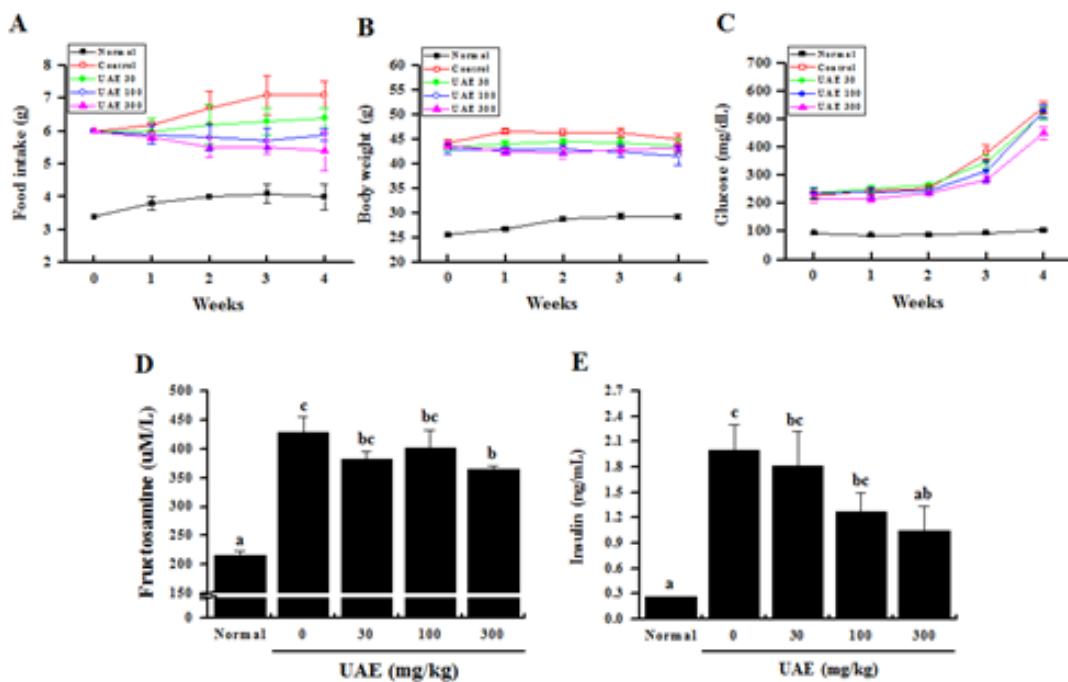 A
Normal
Control
UAE 30
UAE 100
UAE 300
Food intake (g)
8
7
6
5
4
3
2
0 1 2 3 4
Weeks
B
Normal
Control
UAE 30
UAE 100
UAE 300
Body weight (g)
60
55
50
45
40
35
30
25
20
0 1 2 3 4
Weeks
C
Normal
Control
UAE 30
UAE 100
UAE 300
Glucose (mg/dL)
700
600
500
400
300
200
100
0
0 1 2 3 4
Weeks
D
Fructosamine (uM/L)
500
450
400
350
300
250
200
150
0
a c bc bc b
Normal 0 30 100 300
UAE (mg/kg)
E
Insulin (ng/mL)
2.7
2.4
2.1
1.8
1.5
1.2
0.9
0.6
0.3
0.0
a c bc bc ab
Normal 0 30 100 300
UAE (mg/kg)